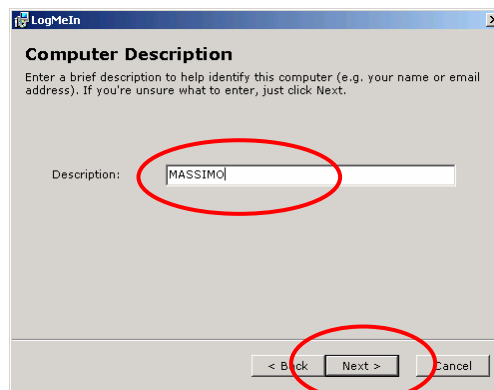 LogMeIn
Computer Description
Enter a brief description to help identify this computer (e.g. your name or email
address). If you're unsure what to enter, just click Next.
Description: MASSIMO
< Back Next > Cancel